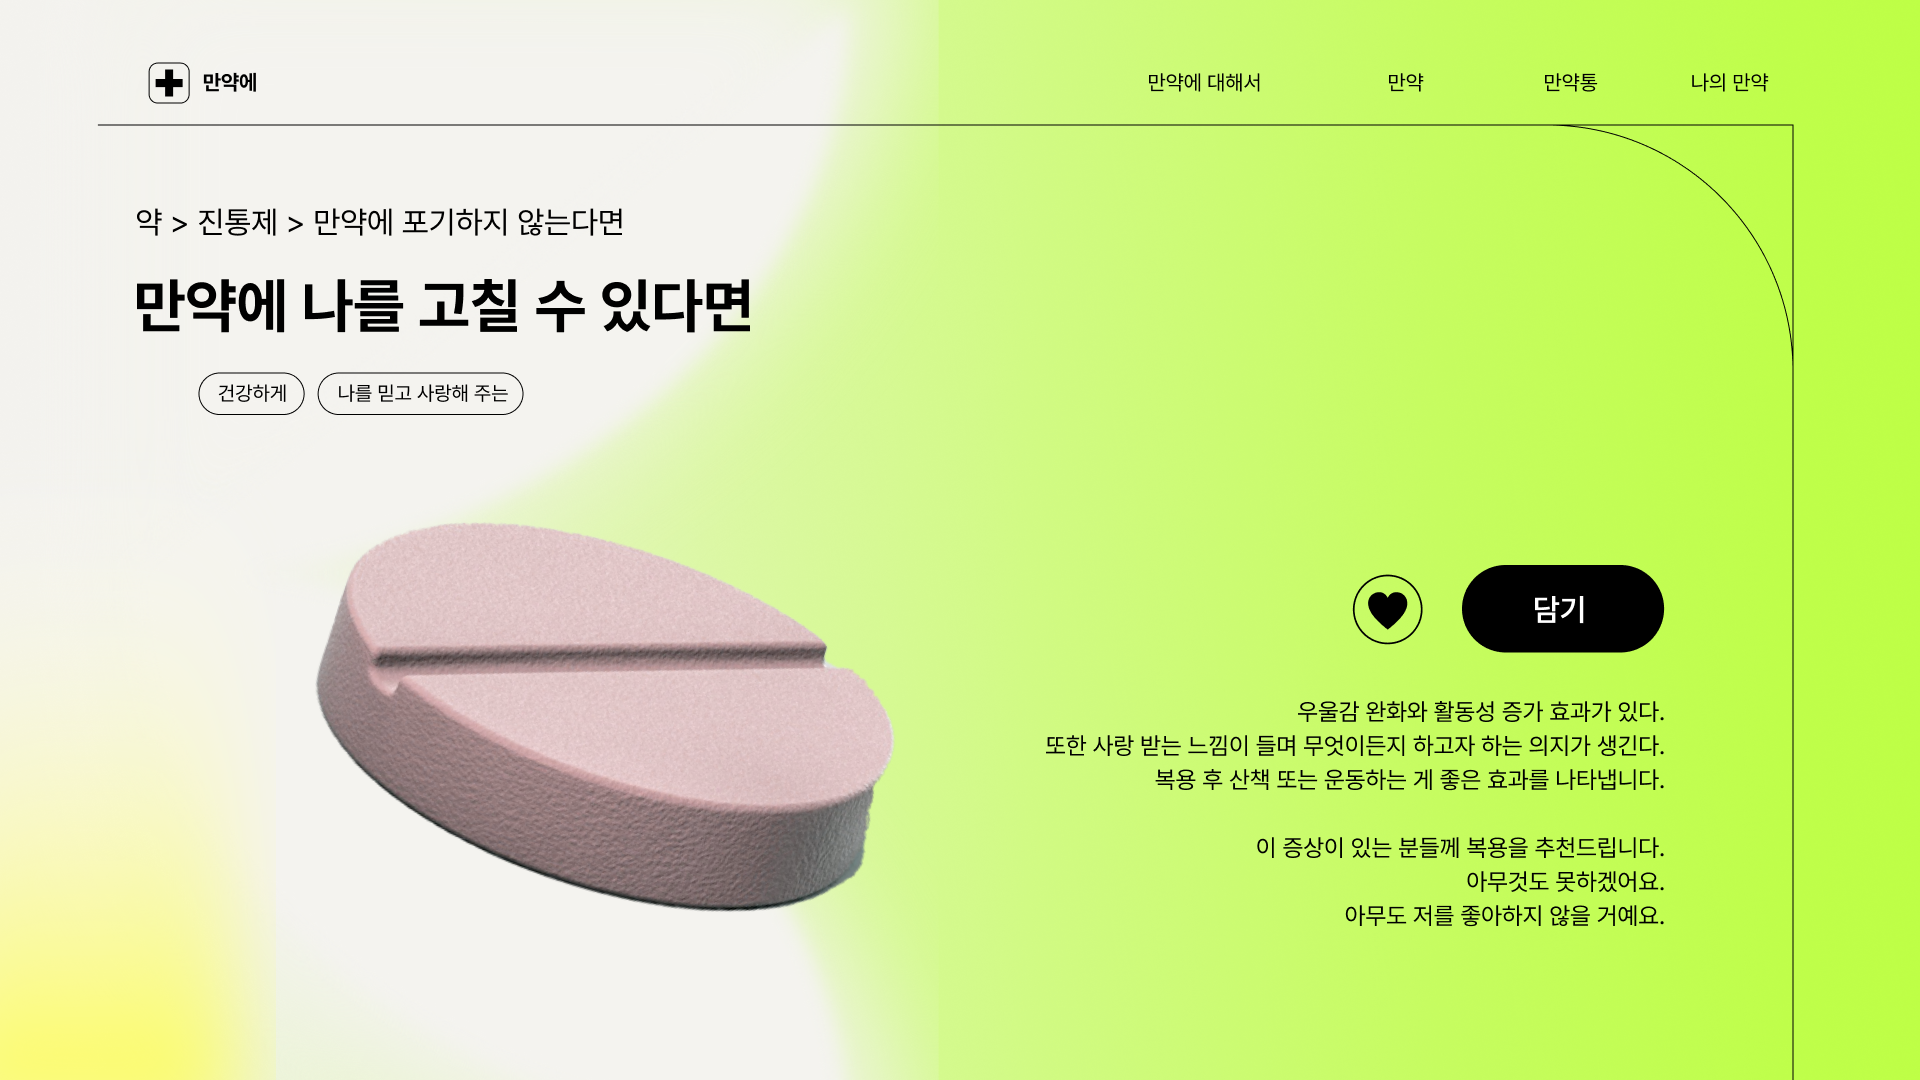 만약에
만약에 대해서
만약
만약통
나의 만약
약 > 진통제 > 만약에 포기하지 않는다면
만약에 나를 고칠 수 있다면
건강하게
나를 믿고 사랑해 주는
담기
우울감 완화와 활동성 증가 효과가 있다.
또한 사랑 받는 느낌이 들며 무엇이든지 하고자 하는 의지가 생긴다.
복용 후 산책 또는 운동하는 게 좋은 효과를 나타냅니다.
이 증상이 있는 분들께 복용을 추천드립니다.
아무것도 못하겠어요.
아무도 저를 좋아하지 않을 거예요.